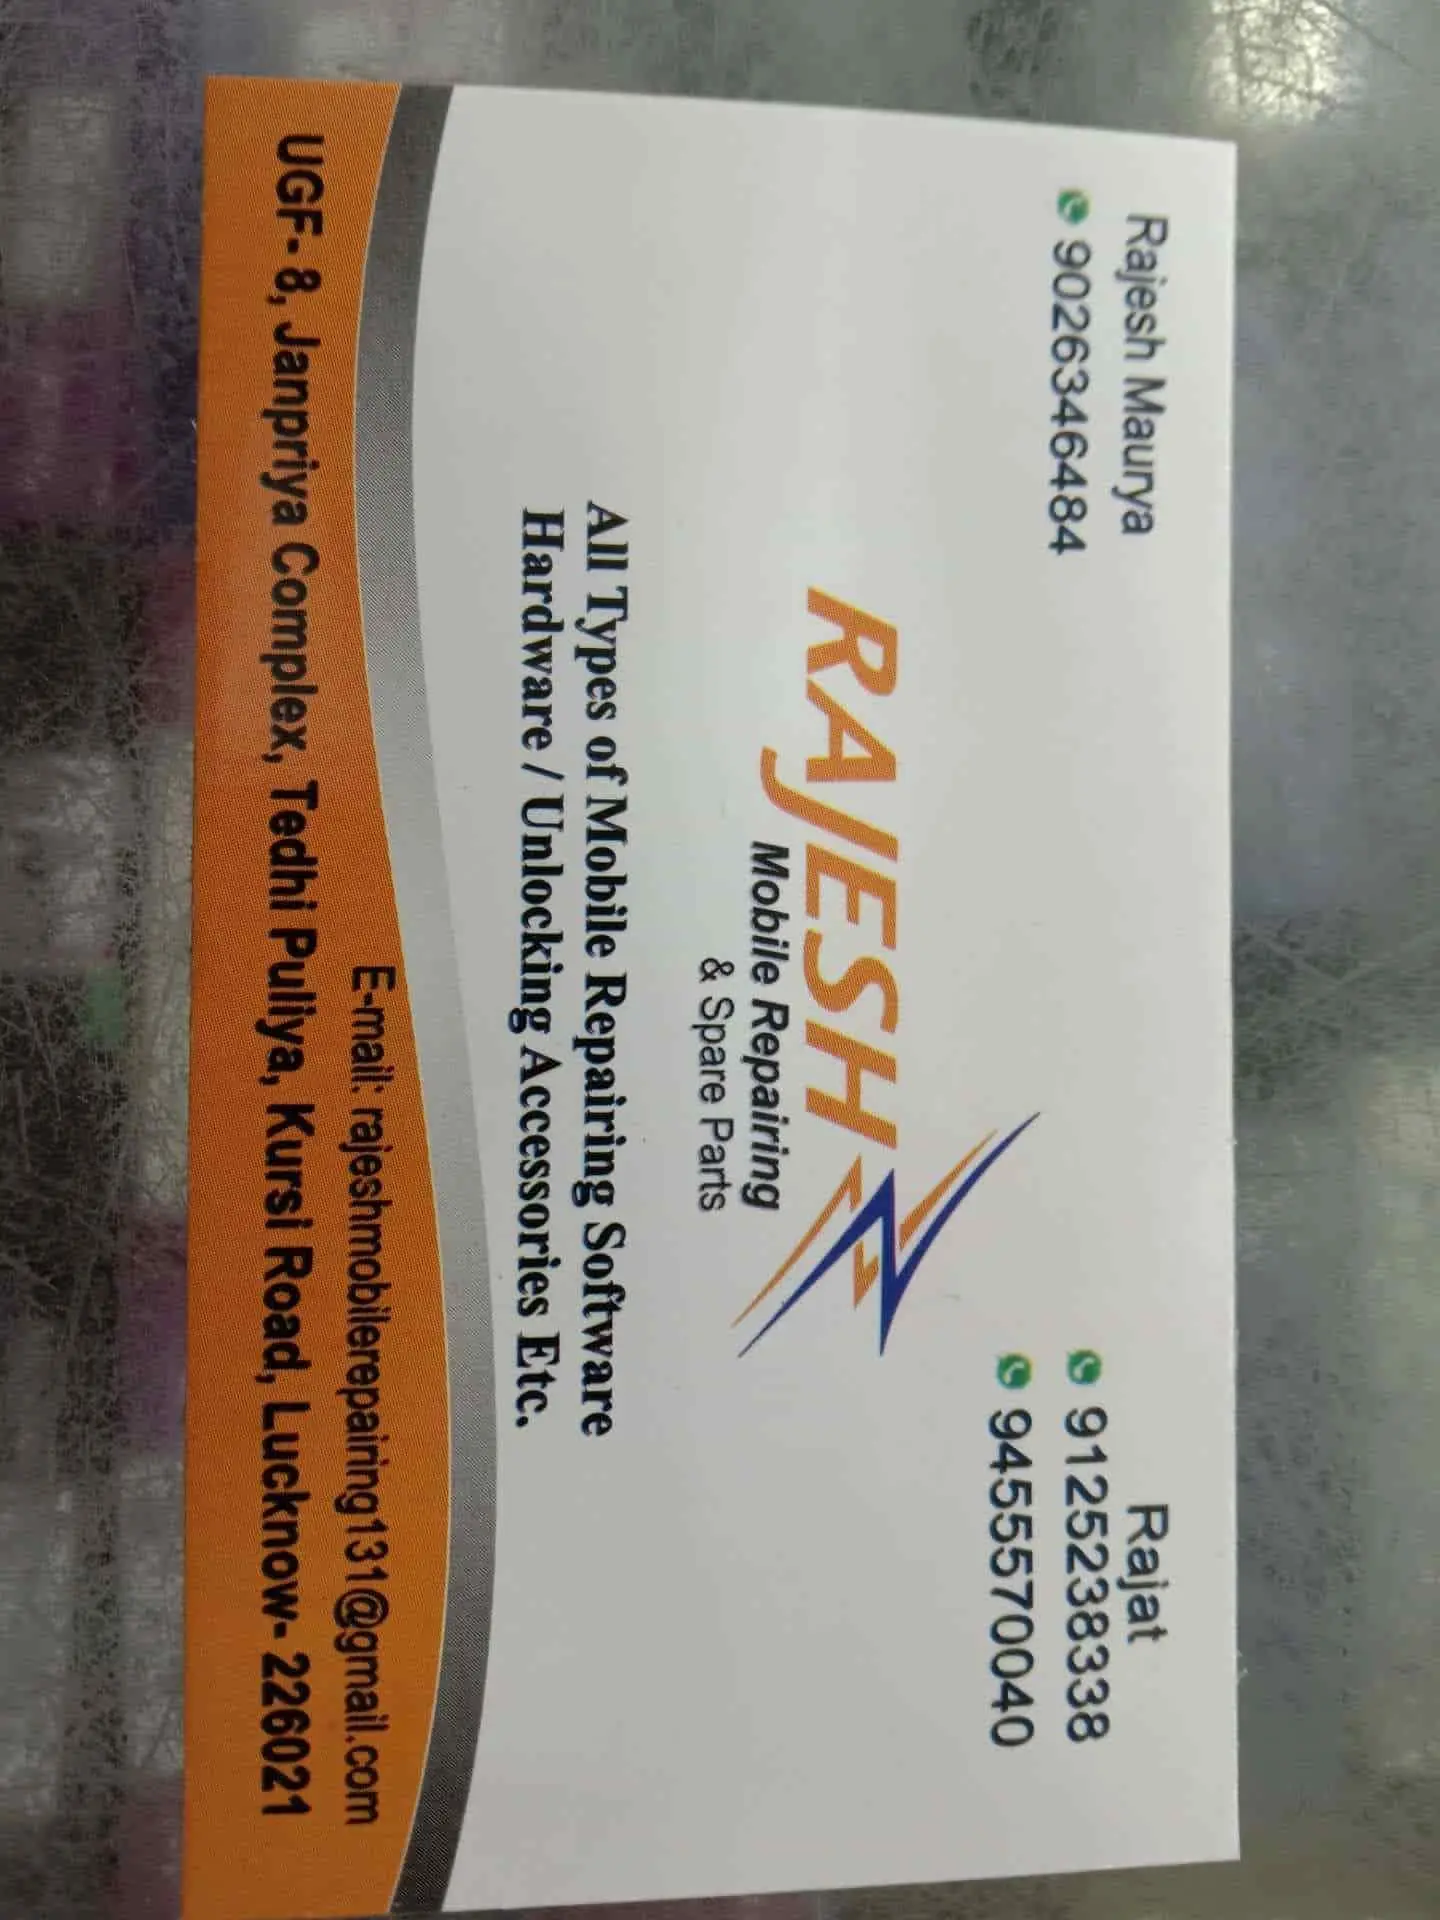 Rajesh Maurya
9026346484
Rajat
9125238338
9455570040
RAJESH
Mobile Repairing
& Spare Parts
All Types of Mobile Repairing Software
Hardware / Unlocking Accessories Etc.
E-mail: rajeshmobilerepairing131@gmail.com
UGF- 8, Janpriya Complex, Tedhi Puliya, Kursi Road, Lucknow- 226021